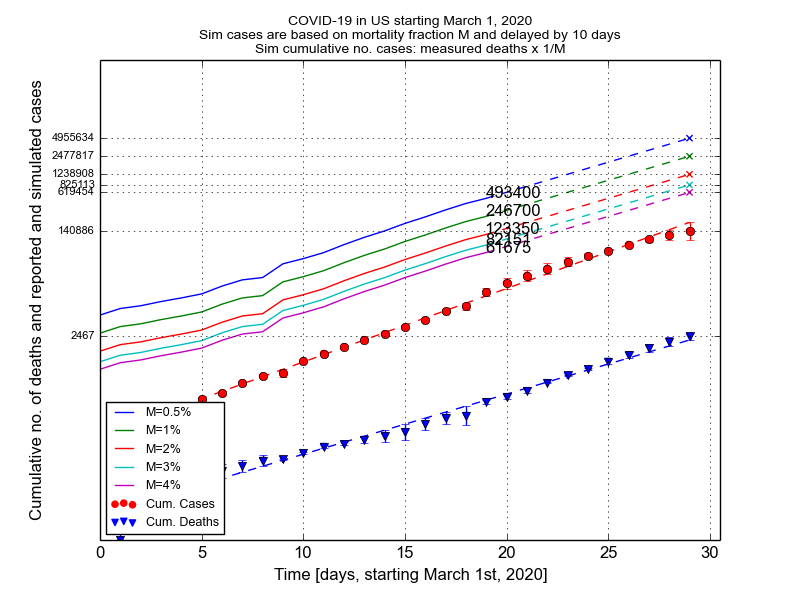 COVID-19 in US starting March 1, 2020
Sim cases are based on mortality fraction M and delayed by 10 days
Sim cumulative no. cases: measured deaths x 1/M
Cumulative no. of deaths and reported and simulated cases
4955634
2477817
1238908
825113
619454
140886
2467
493400
246700
123350
82151
61675
M=0.5%
M=1%
M=2%
M=3%
M=4%
Cum. Cases
Cum. Deaths
0 5 10 15 20 25 30
Time [days, starting March 1st, 2020]